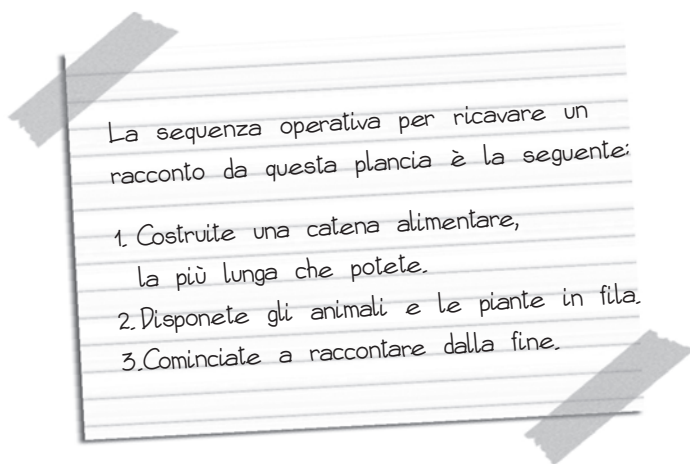 La sequenza operativa per ricavare un
racconto da questa plancia è la seguente:
1. Costruite una catena alimentare,
la più lunga che potete.
2. Disponete gli animali e le piante in fila.
3. Cominciate a raccontare dalla fine.